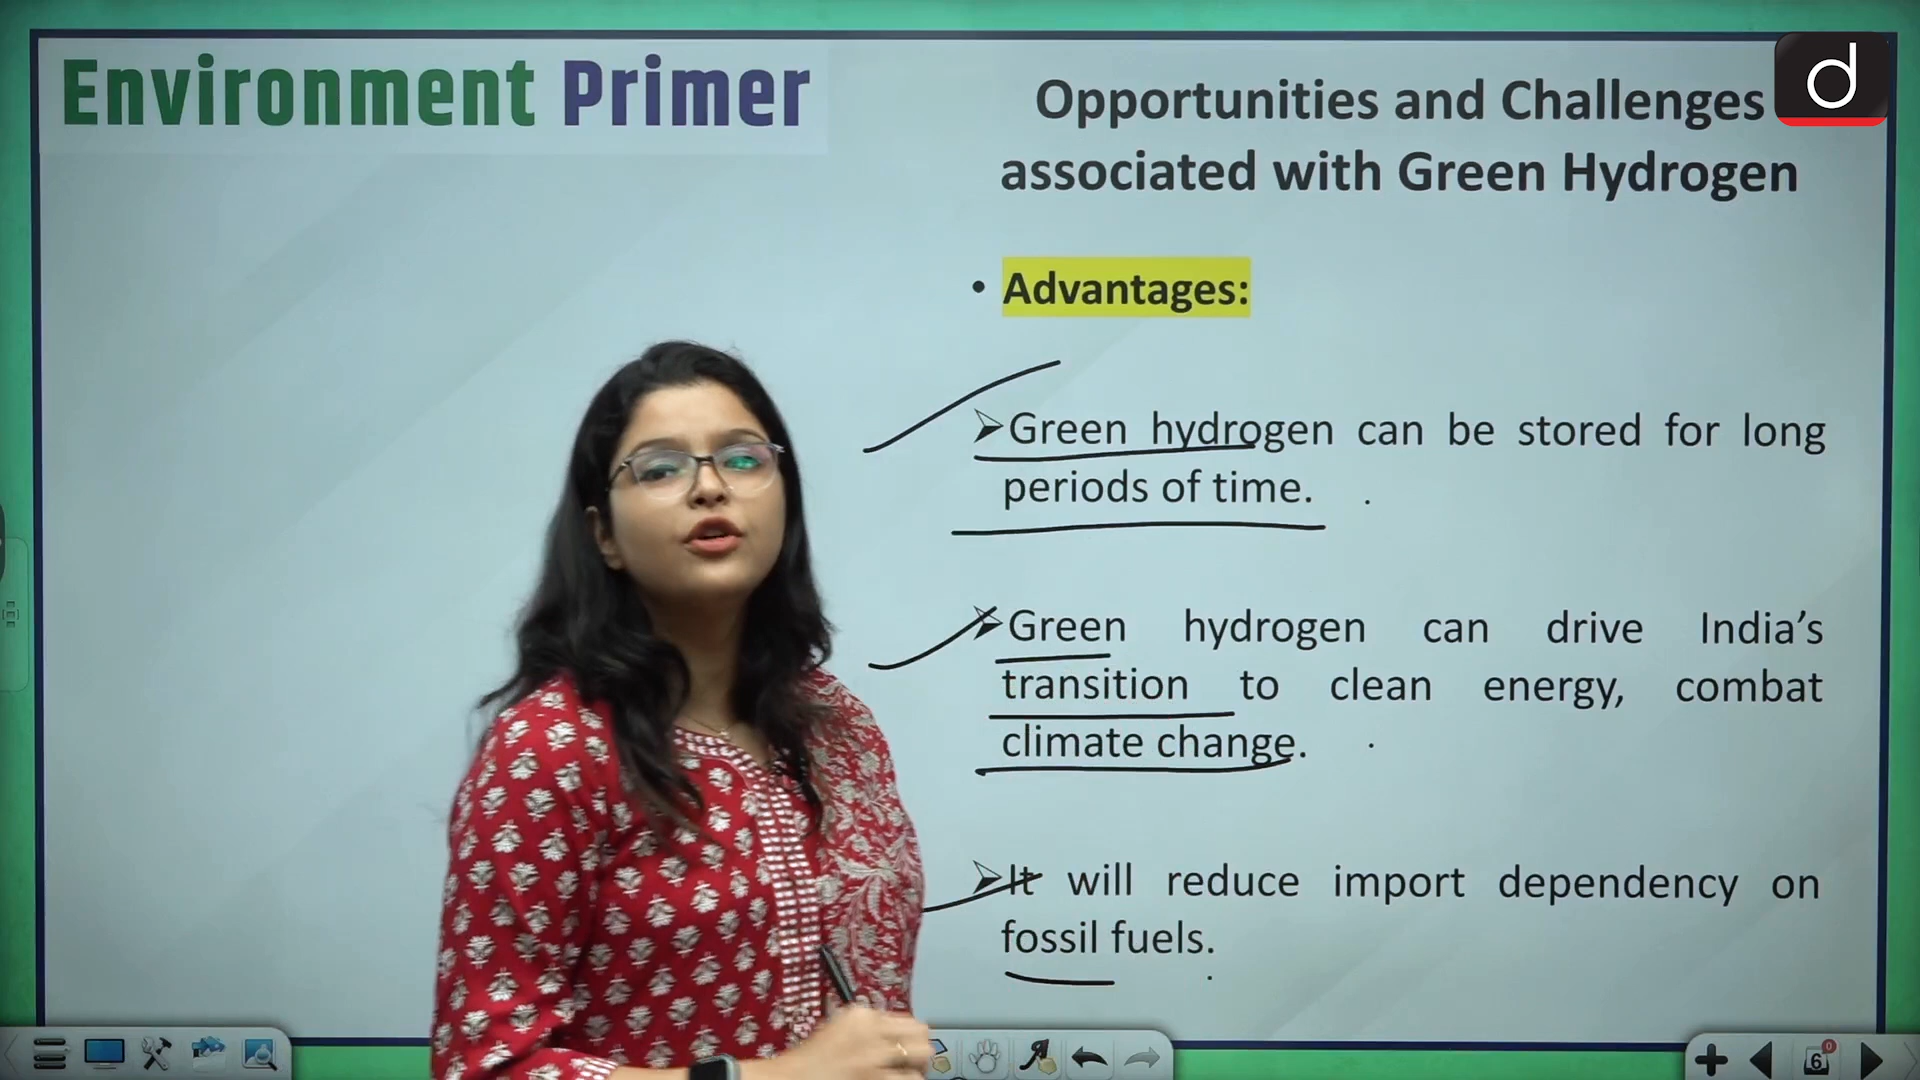 Environment Primer
Opportunities and Challenges
associated with Green Hydrogen
d
• Advantages:
➢Green hydrogen can be stored for long
periods of time.
➢Green hydrogen can drive India’s
transition to clean energy, combat
climate change.
➢It will reduce import dependency on
fossil fuels.
6
0